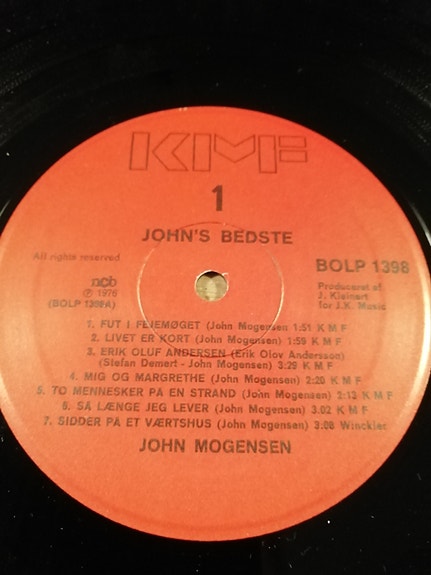 KMF
1
JOHN'S BEDSTE
All rights reserved
BOLP 1398
ncb
℗ 1976
(BOLP 1398A)
Produceret af
J. Kleinert
for J.K. Music
1. FUT I FEJEMØGET (John Mogensen 1:51 K M F
2. LIVET ER KORT (John Mogensen) 1:59 K M F
3. ERIK OLUF ANDERSEN (Erik Olov Andersson)
(Stefan Demert - John Mogensen) 3:29 K M F
4. MIG OG MARGRETHE (John Mogensen) 2:20 K M F
5. TO MENNESKER PÅ EN STRAND (John Mogensen) 2:13 K M F
6. SÅ LÆNGE JEG LEVER (John Mogensen) 3.02 K M F
7. SIDDER PÅ ET VÆRTSHUS (John Mogensen) 3:08 Winckler
JOHN MOGENSEN